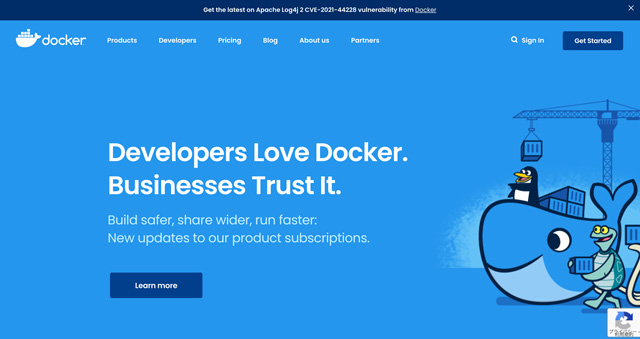 Get the latest on Apache Log4j 2 CVE-2021-44228 vulnerability from Docker
docker
Products
Developers
Pricing
Blog
About us
Partners
Sign In
Get Started
Developers Love Docker.
Businesses Trust It.
Build safer, share wider, run faster:
New updates to our product subscriptions.
Learn more